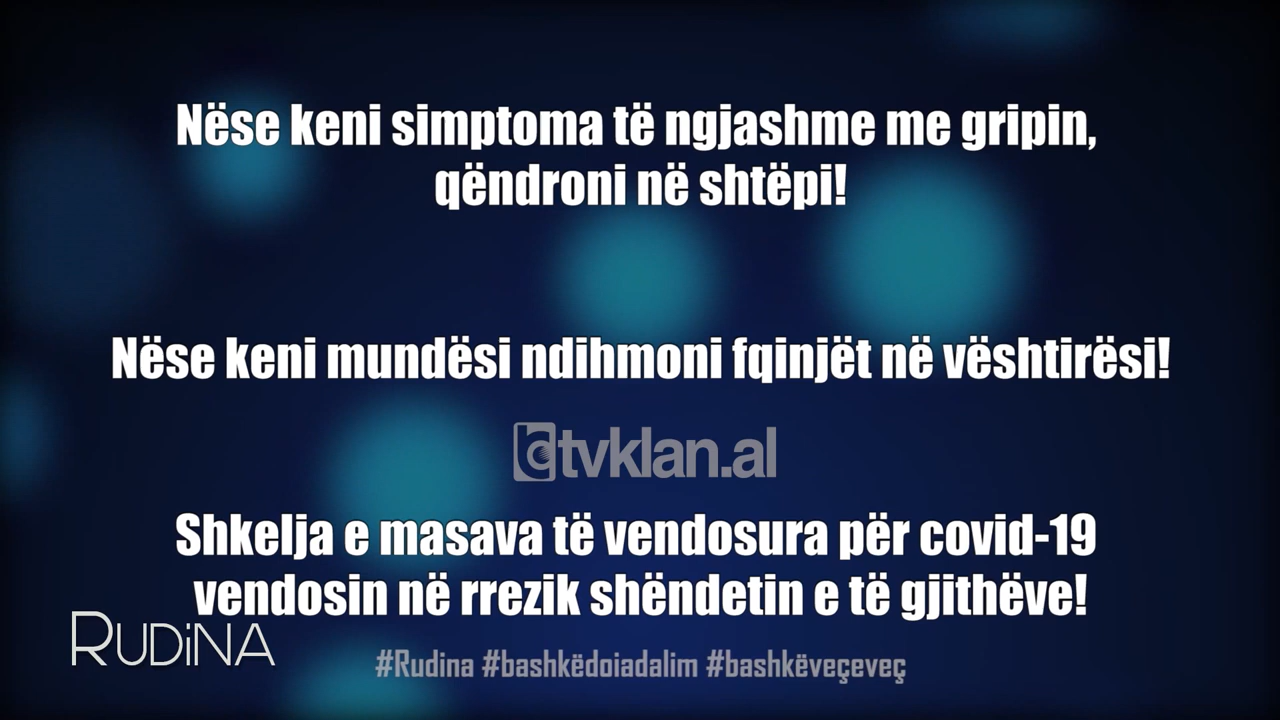 Nëse keni simptoma të ngjashme me gripin,
qëndroni në shtëpi!
Nëse keni mundësi ndihmoni fqinjët në vështirësi!
tvklan.al
Shkelja e masava të vendosura për covid-19
vendosin në rrezik shëndetin e të gjithëve!
RUDiNA
#Rudina #bashkëdoiadalim #bashkëveçeveç